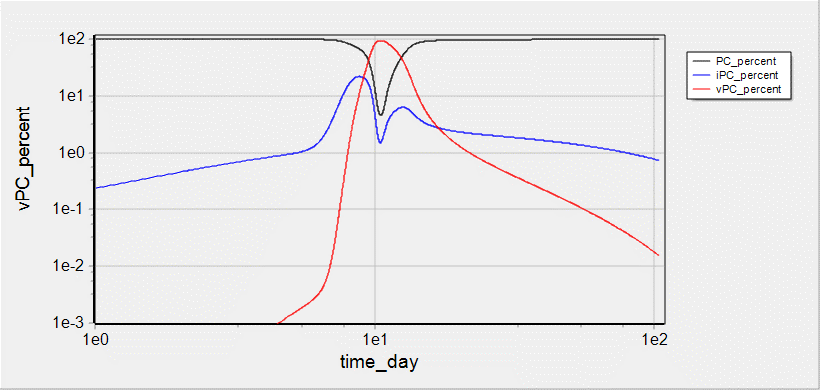 1e2
PC_percent
iPC_percent
vPC_percent
1e1
1e0
1e-1
1e-2
1e-3
vPC_percent
1e0 1e1 1e2
time_day